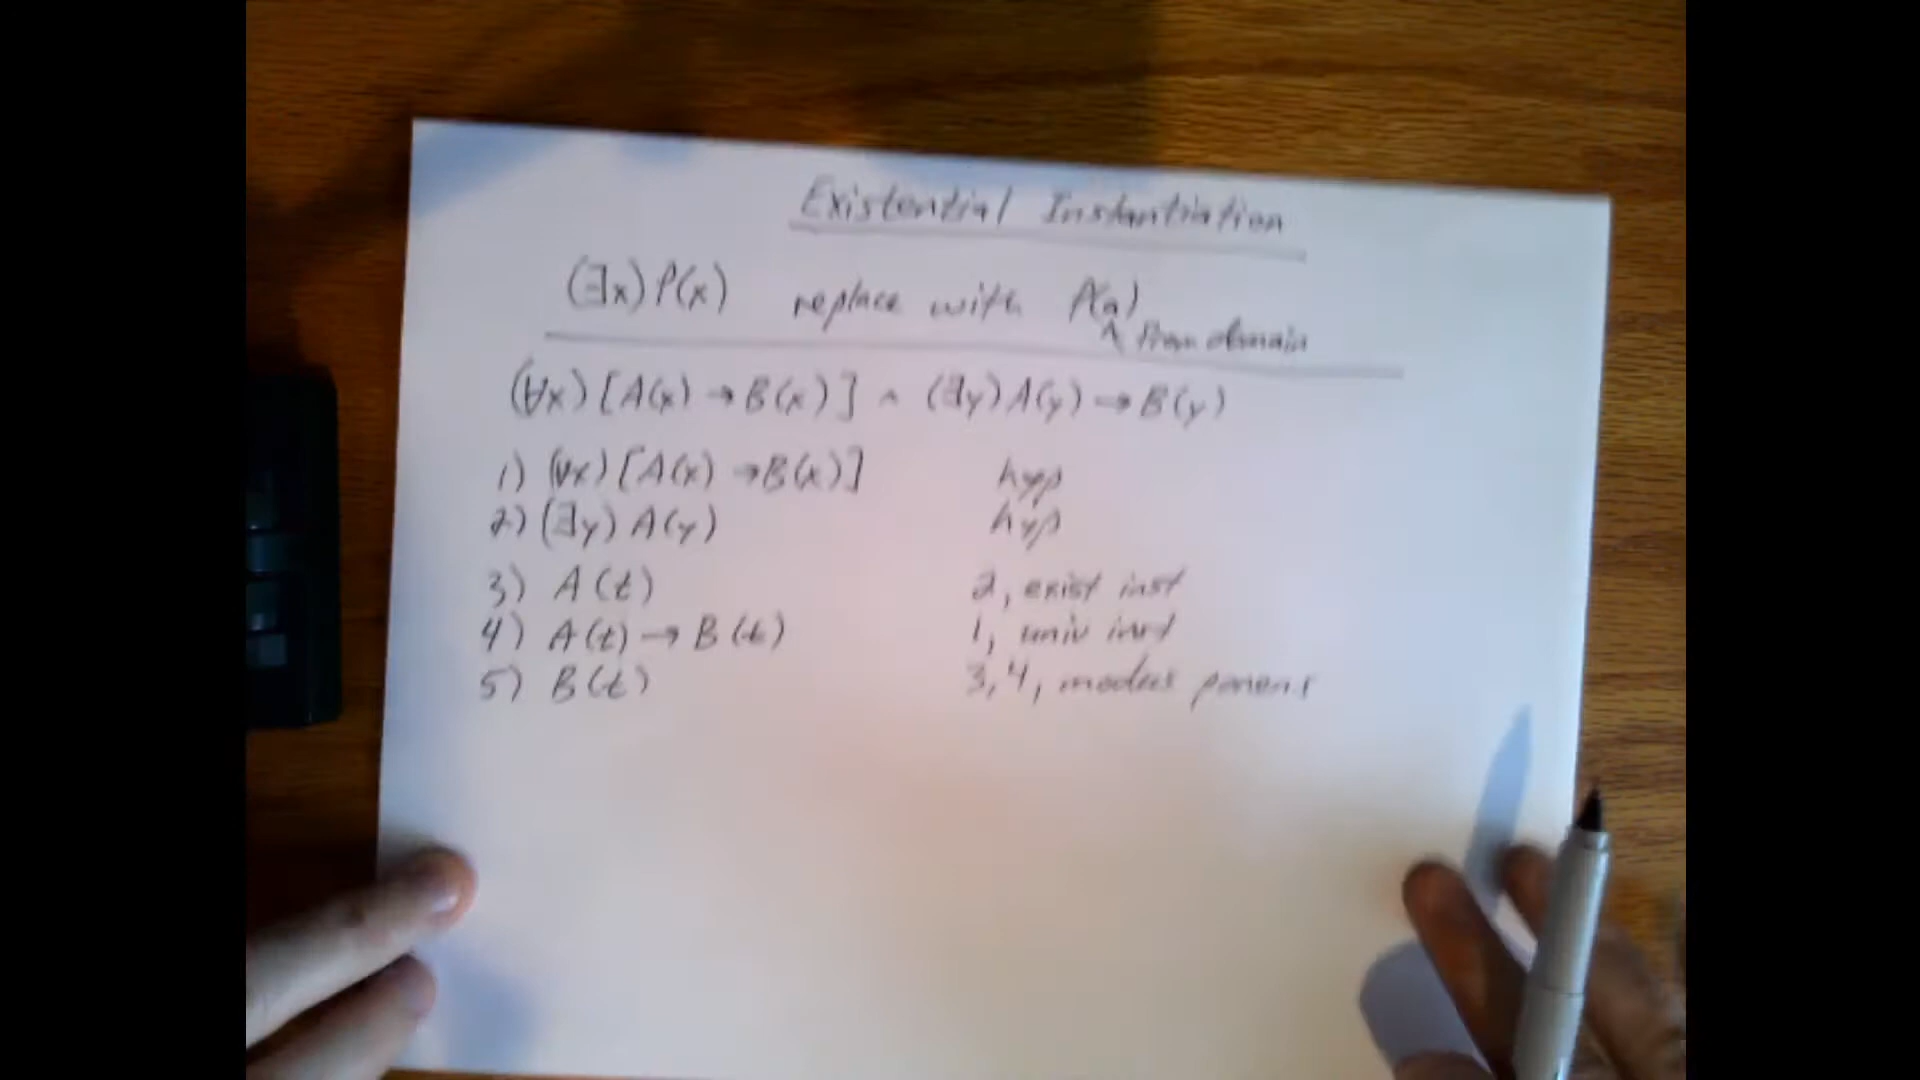 Existential Instantiation
(∃x)P(x) replace with P(a)
^ from domain
(∀x)[A(x) → B(x)] ^ (∃y)A(y) → B(y)
1) (∀x)[A(x) → B(x)] hyp
2) (∃y) A(y) hyp
3) A(t) 2, exist inst
4) A(t) → B(t) 1, univ inst
5) B(t) 3,4, modus ponens